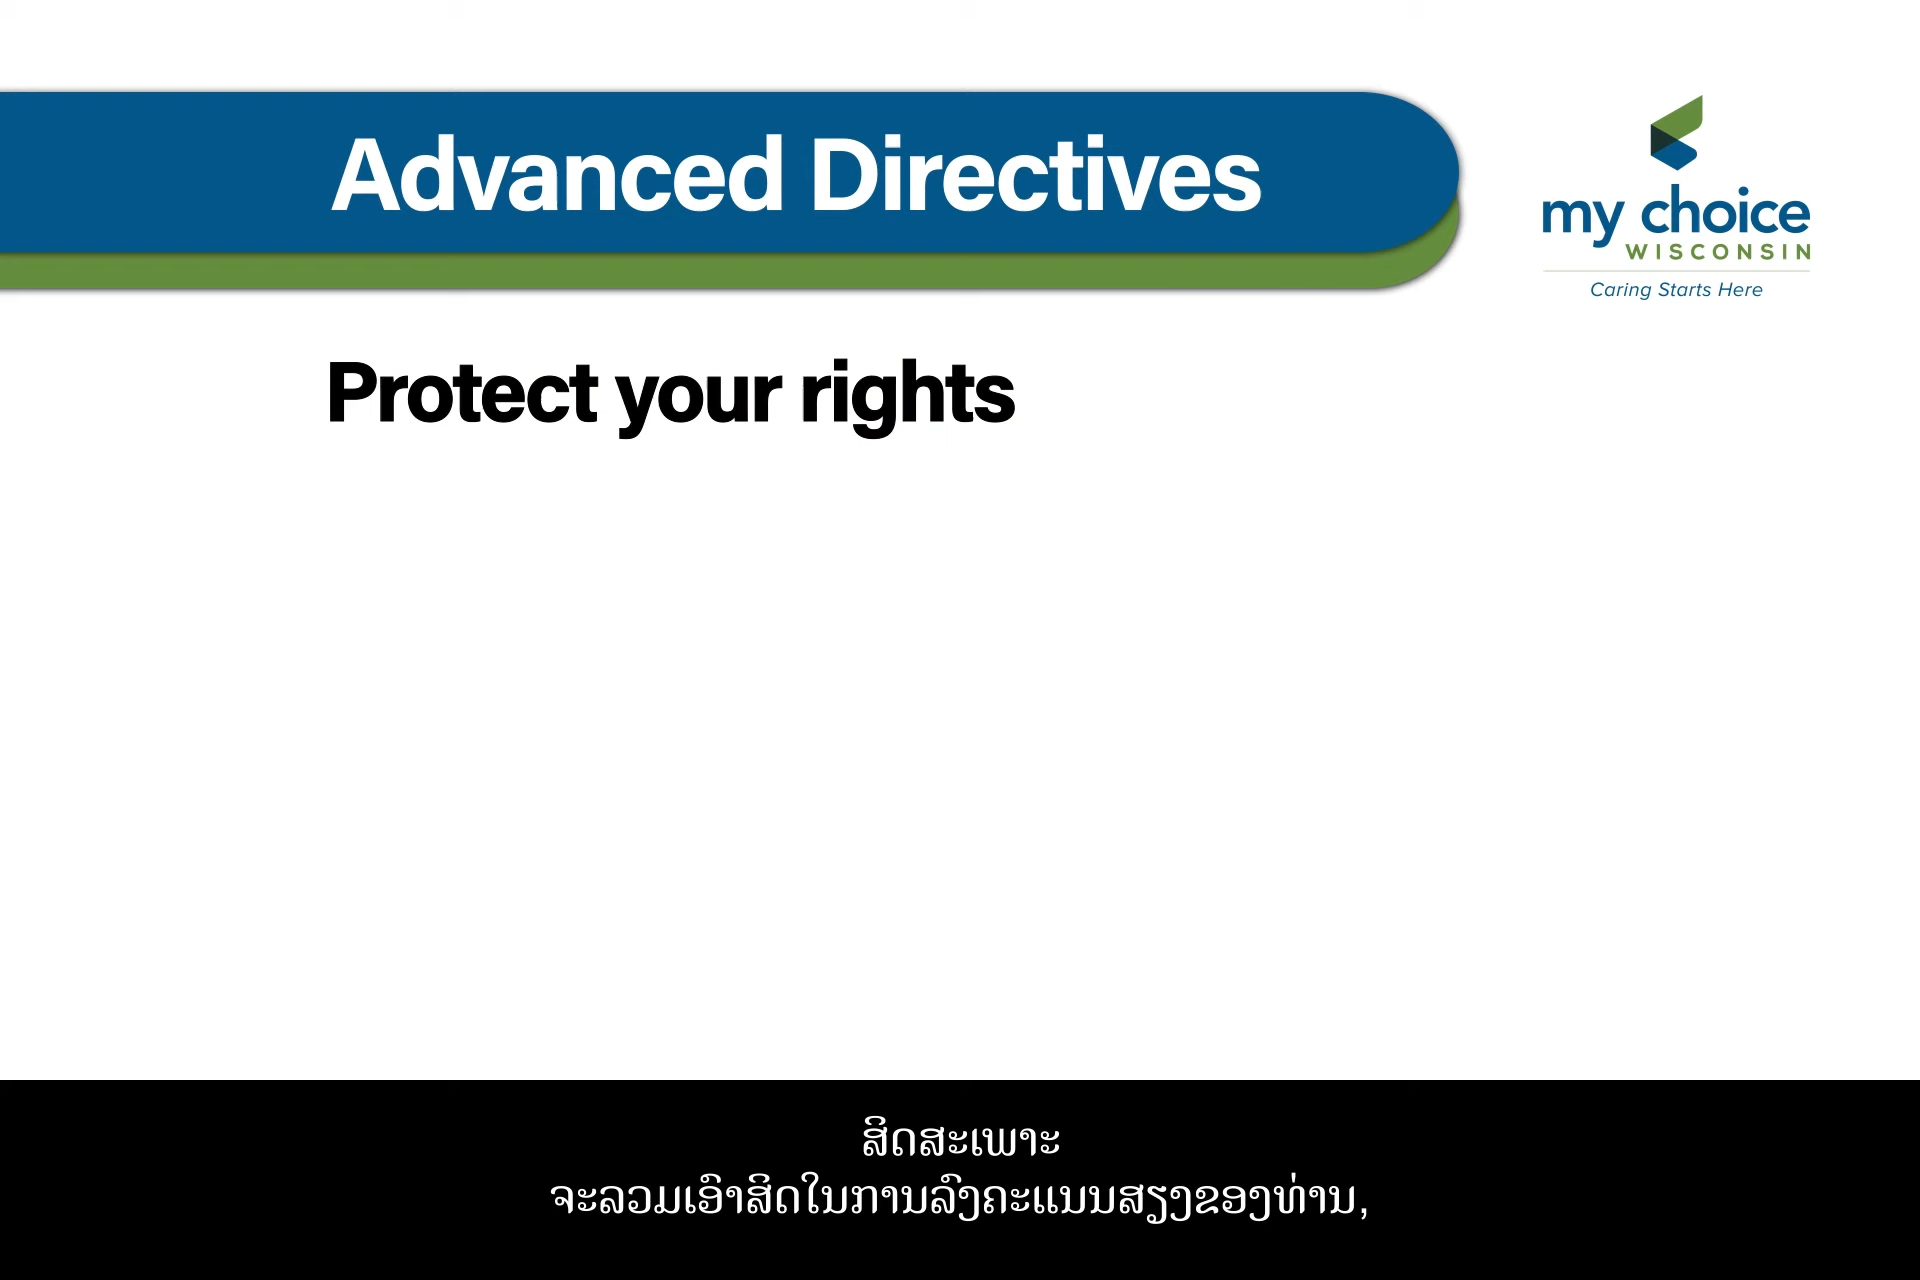 Advanced Directives
my choice
WISCONSIN
Caring Starts Here
Protect your rights
ສິດສະເພາະ
ຈະລວມເອົາສິດໃນການລົງຄະແນນສຽງຂອງທ່ານ,